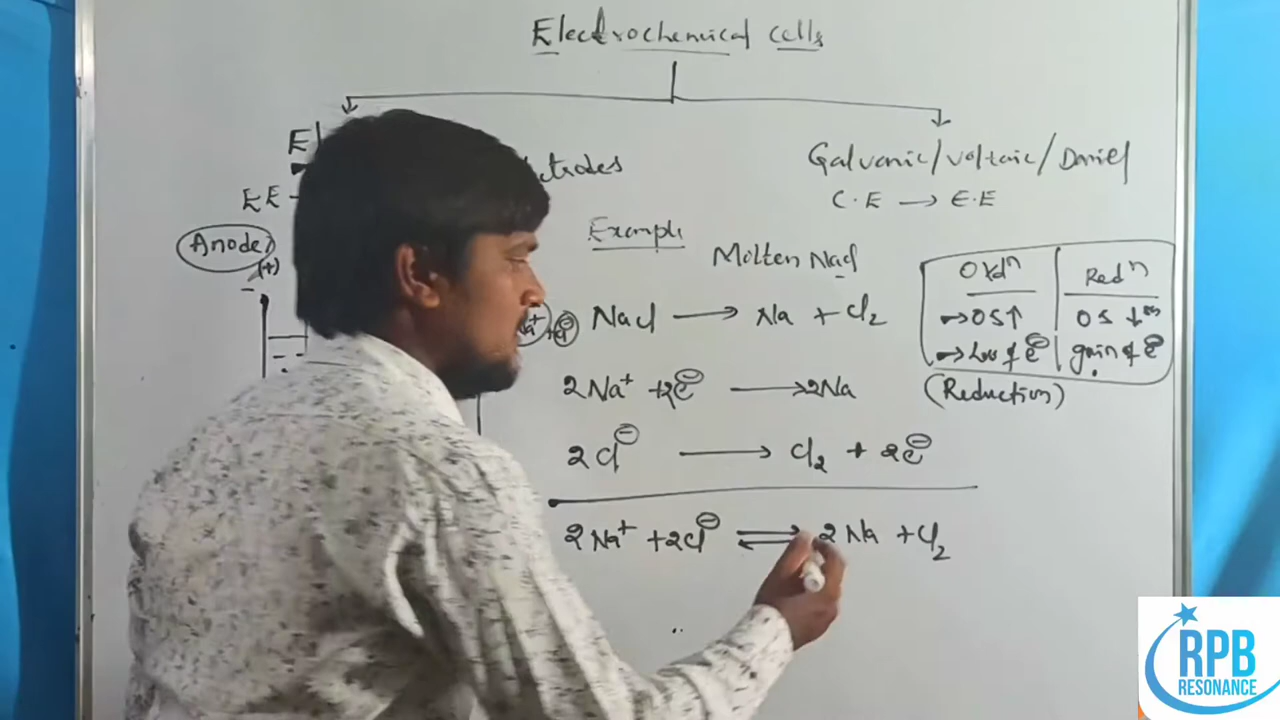 Electrochemical cells
Galvanic/voltaic/Daniel
C.E → E.E
EE
Anode
(+)
−
Example
Molten Nacl
NaCl → Na + Cl₂
2Na⁺ + 2e⊖ → 2Na
(Reduction)
2Cl⊖ → Cl₂ + 2e⊖
2Na⁺ + 2Cl⊖ ⇌ 2Na + Cl₂
Oxdⁿ
→ OS↑
→ Loss of e⊖
Redⁿ
OS ↓
gain of e⊖
RPB
RESONANCE